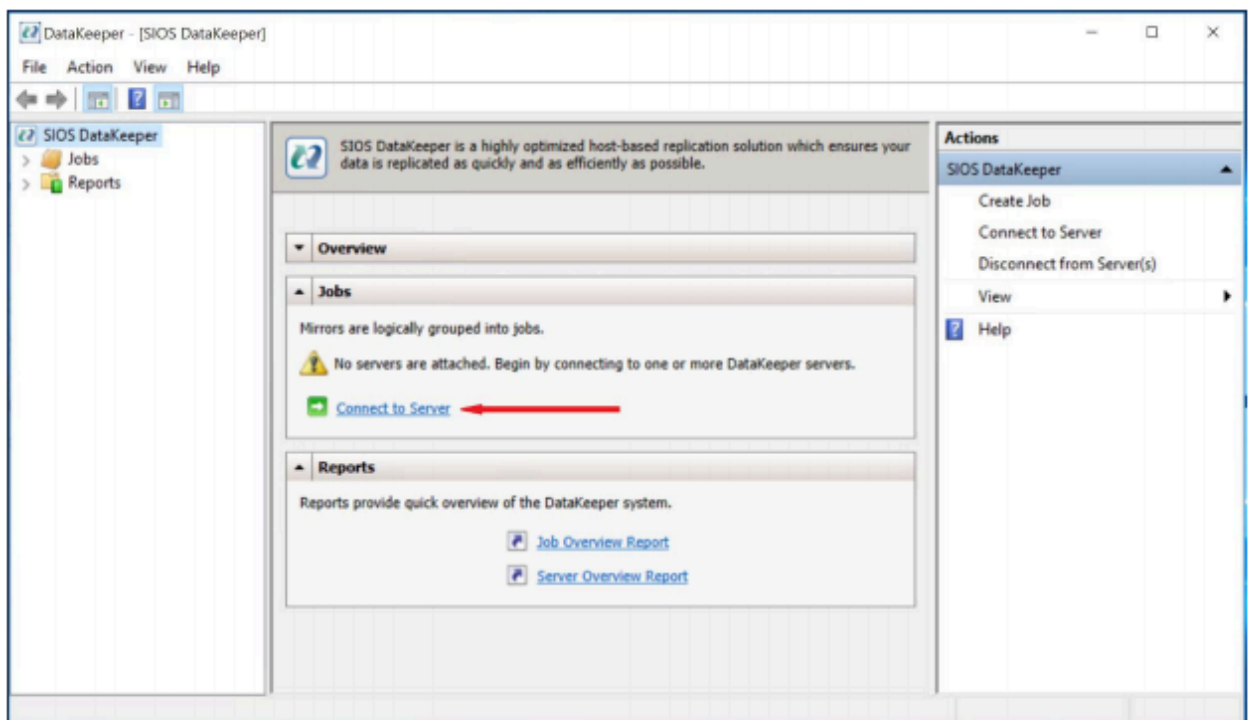 DataKeeper - [SIOS DataKeeper]
File Action View Help
SIOS DataKeeper
Jobs
Reports
SIOS DataKeeper is a highly optimized host-based replication solution which ensures your
data is replicated as quickly and as efficiently as possible.
Overview
Jobs
Mirrors are logically grouped into jobs.
No servers are attached. Begin by connecting to one or more DataKeeper servers.
Connect to Server
Reports
Reports provide quick overview of the DataKeeper system.
Job Overview Report
Server Overview Report
Actions
SIOS DataKeeper
Create Job
Connect to Server
Disconnect from Server(s)
View
Help